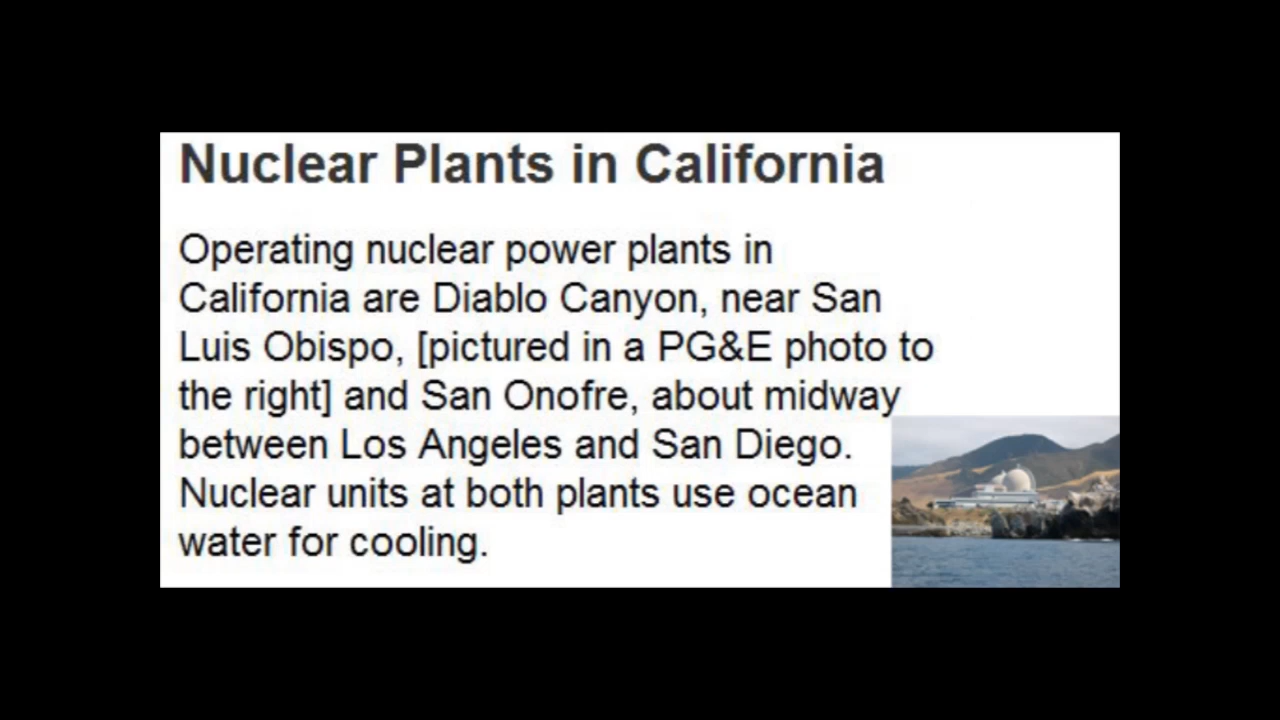 Nuclear Plants in California
Operating nuclear power plants in
California are Diablo Canyon, near San
Luis Obispo, [pictured in a PG&E photo to
the right] and San Onofre, about midway
between Los Angeles and San Diego.
Nuclear units at both plants use ocean
water for cooling.